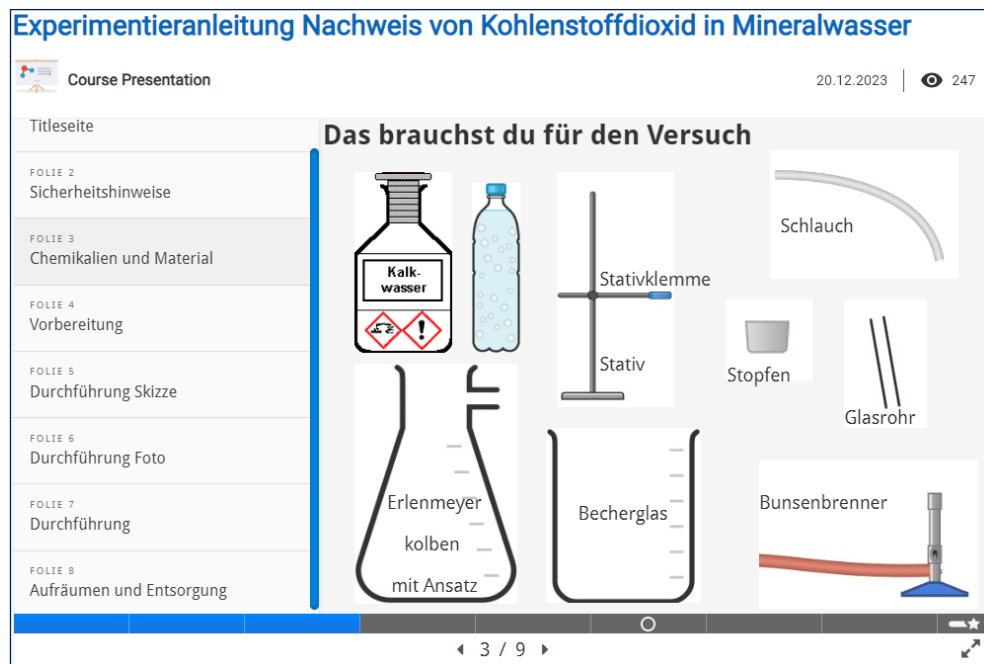 Experimentieranleitung Nachweis von Kohlenstoffdioxid in Mineralwasser
Course Presentation
20.12.2023
247
Titleseite
FOLIE 2
Sicherheitshinweise
FOLIE 3
Chemikalien und Material
FOLIE 4
Vorbereitung
FOLIE 5
Durchführung Skizze
FOLIE 6
Durchführung Foto
FOLIE 7
Durchführung
FOLIE 8
Aufräumen und Entsorgung
Das brauchst du für den Versuch
Kalk-
wasser
Stativklemme
Stativ
Schlauch
Stopfen
Glasrohr
Erlenmeyer
kolben
mit Ansatz
Becherglas
Bunsenbrenner
3 / 9